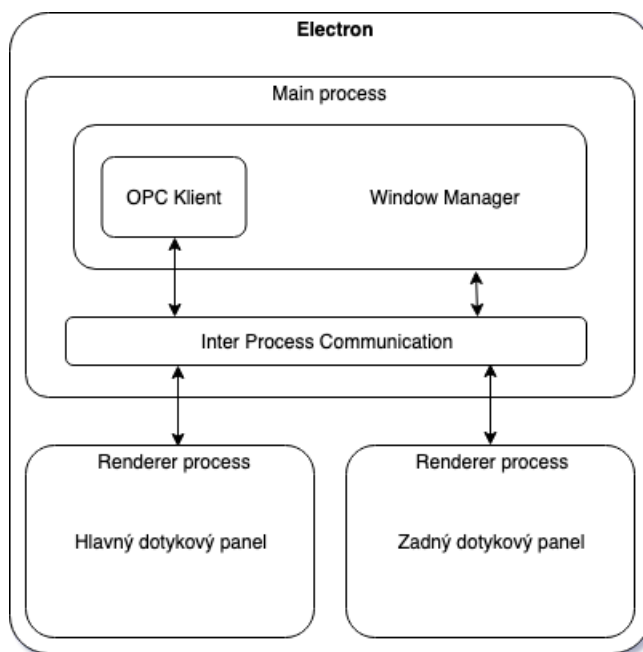 Electron
Main process
OPC Klient
Window Manager
Inter Process Communication
Renderer process
Hlavný dotykový panel
Renderer process
Zadný dotykový panel